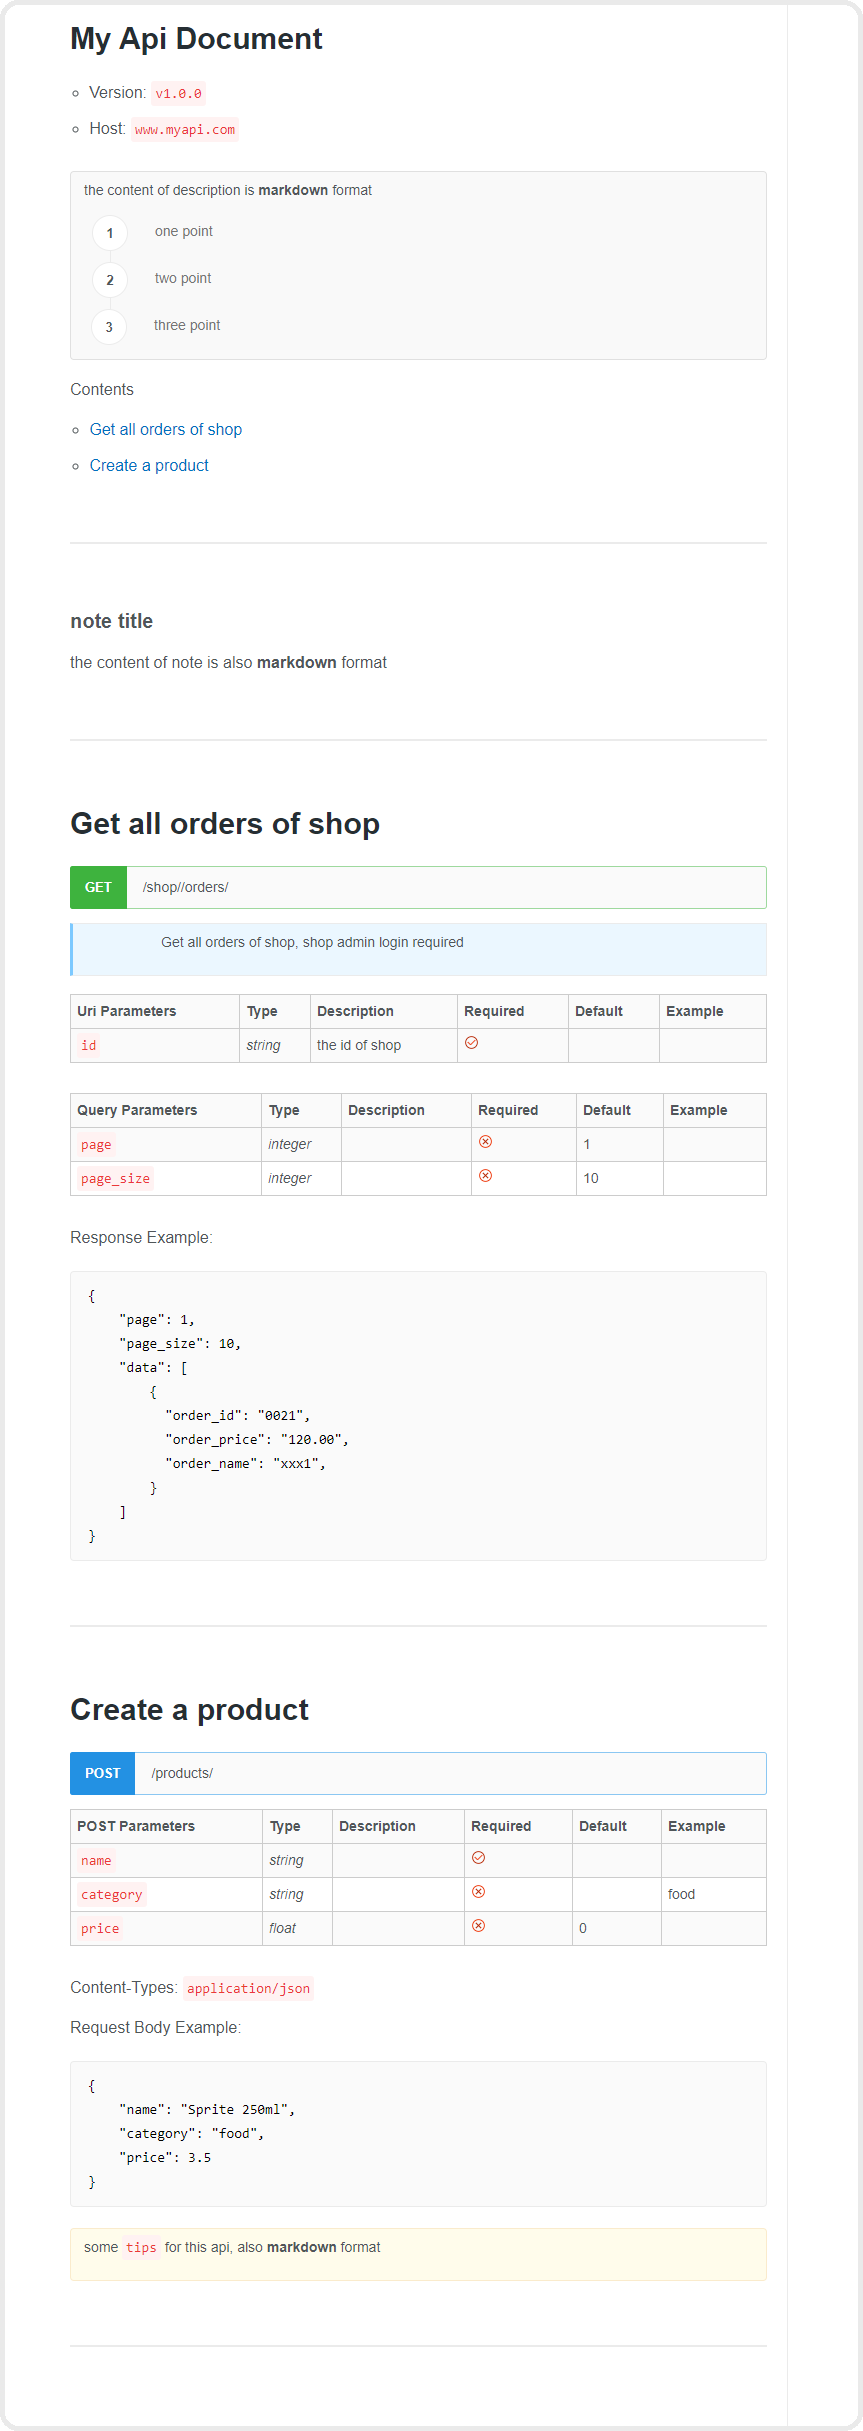 My Api Document
Version: v1.0.0
Host: www.myapi.com
the content of description is markdown format
1 one point
2 two point
3 three point
Contents
Get all orders of shop
Create a product
note title
the content of note is also markdown format
Get all orders of shop
GET /shop//orders/
Get all orders of shop, shop admin login required
Uri Parameters Type Description Required Default Example
id string the id of shop
Query Parameters Type Description Required Default Example
page integer 1
page_size integer 10
Response Example:
{
    "page": 1,
    "page_size": 10,
    "data": [
        {
          "order_id": "0021",
          "order_price": "120.00",
          "order_name": "xxx1",
        }
    ]
}
Create a product
POST /products/
POST Parameters Type Description Required Default Example
name string
category string food
price float 0
Content-Types: application/json
Request Body Example:
{
    "name": "Sprite 250ml",
    "category": "food",
    "price": 3.5
}
some tips for this api, also markdown format